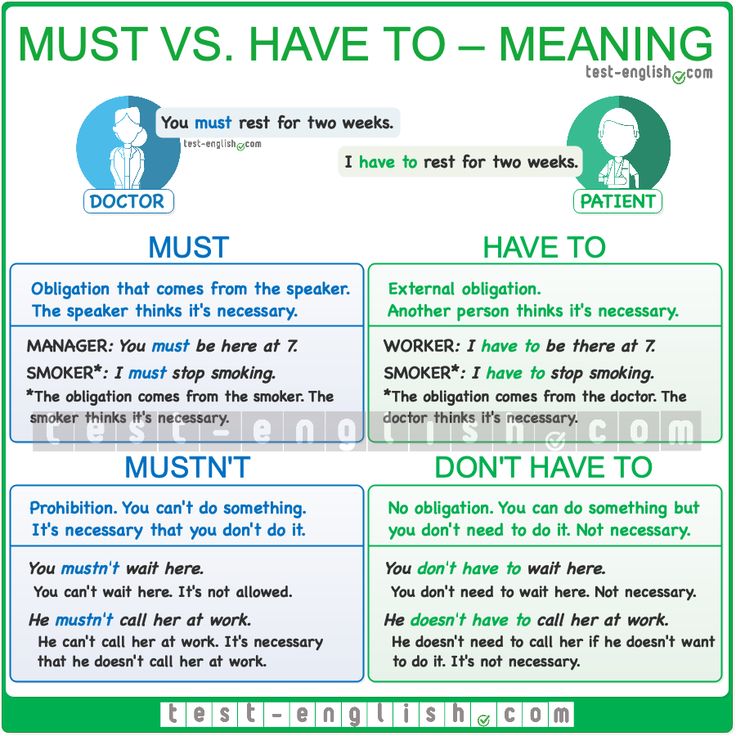 MUST VS. HAVE TO – MEANING
test-english.com
You must rest for two weeks.
test-english.com
I have to rest for two weeks.
DOCTOR
PATIENT
MUST
Obligation that comes from the speaker.
The speaker thinks it's necessary.
MANAGER: You must be here at 7.
SMOKER*: I must stop smoking.
*The obligation comes from the smoker. The
smoker thinks it's necessary.
HAVE TO
External obligation.
Another person thinks it's necessary.
WORKER: I have to be there at 7.
SMOKER*: I have to stop smoking.
*The obligation comes from the doctor. The
doctor thinks it's necessary.
test-english.com
MUSTN'T
Prohibition. You can't do something.
It's necessary that you don't do it.
You mustn't wait here.
You can't wait here. It's not allowed.
He mustn't call her at work.
He can't call her at work. It's necessary
that he doesn't call her at work.
DON'T HAVE TO
No obligation. You can do something but
you don't need to do it. Not necessary.
You don't have to wait here.
You don't need to wait here. Not necessary.
He doesn't have to call her at work.
He doesn't need to call her if he doesn't want
to do it. It's not necessary.
test-english.com